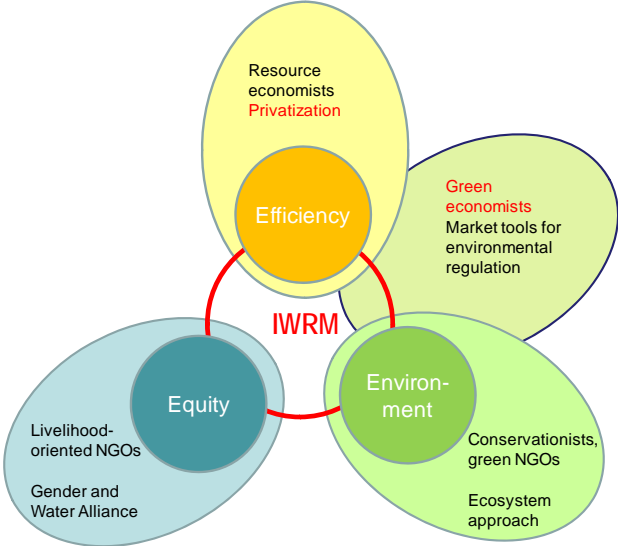 Resource
economists
Privatization
Efficiency
Green
economists
Market tools for
environmental
regulation
IWRM
Equity
Environ-
ment
Livelihood-
oriented NGOs
Gender and
Water Alliance
Conservationists,
green NGOs
Ecosystem
approach